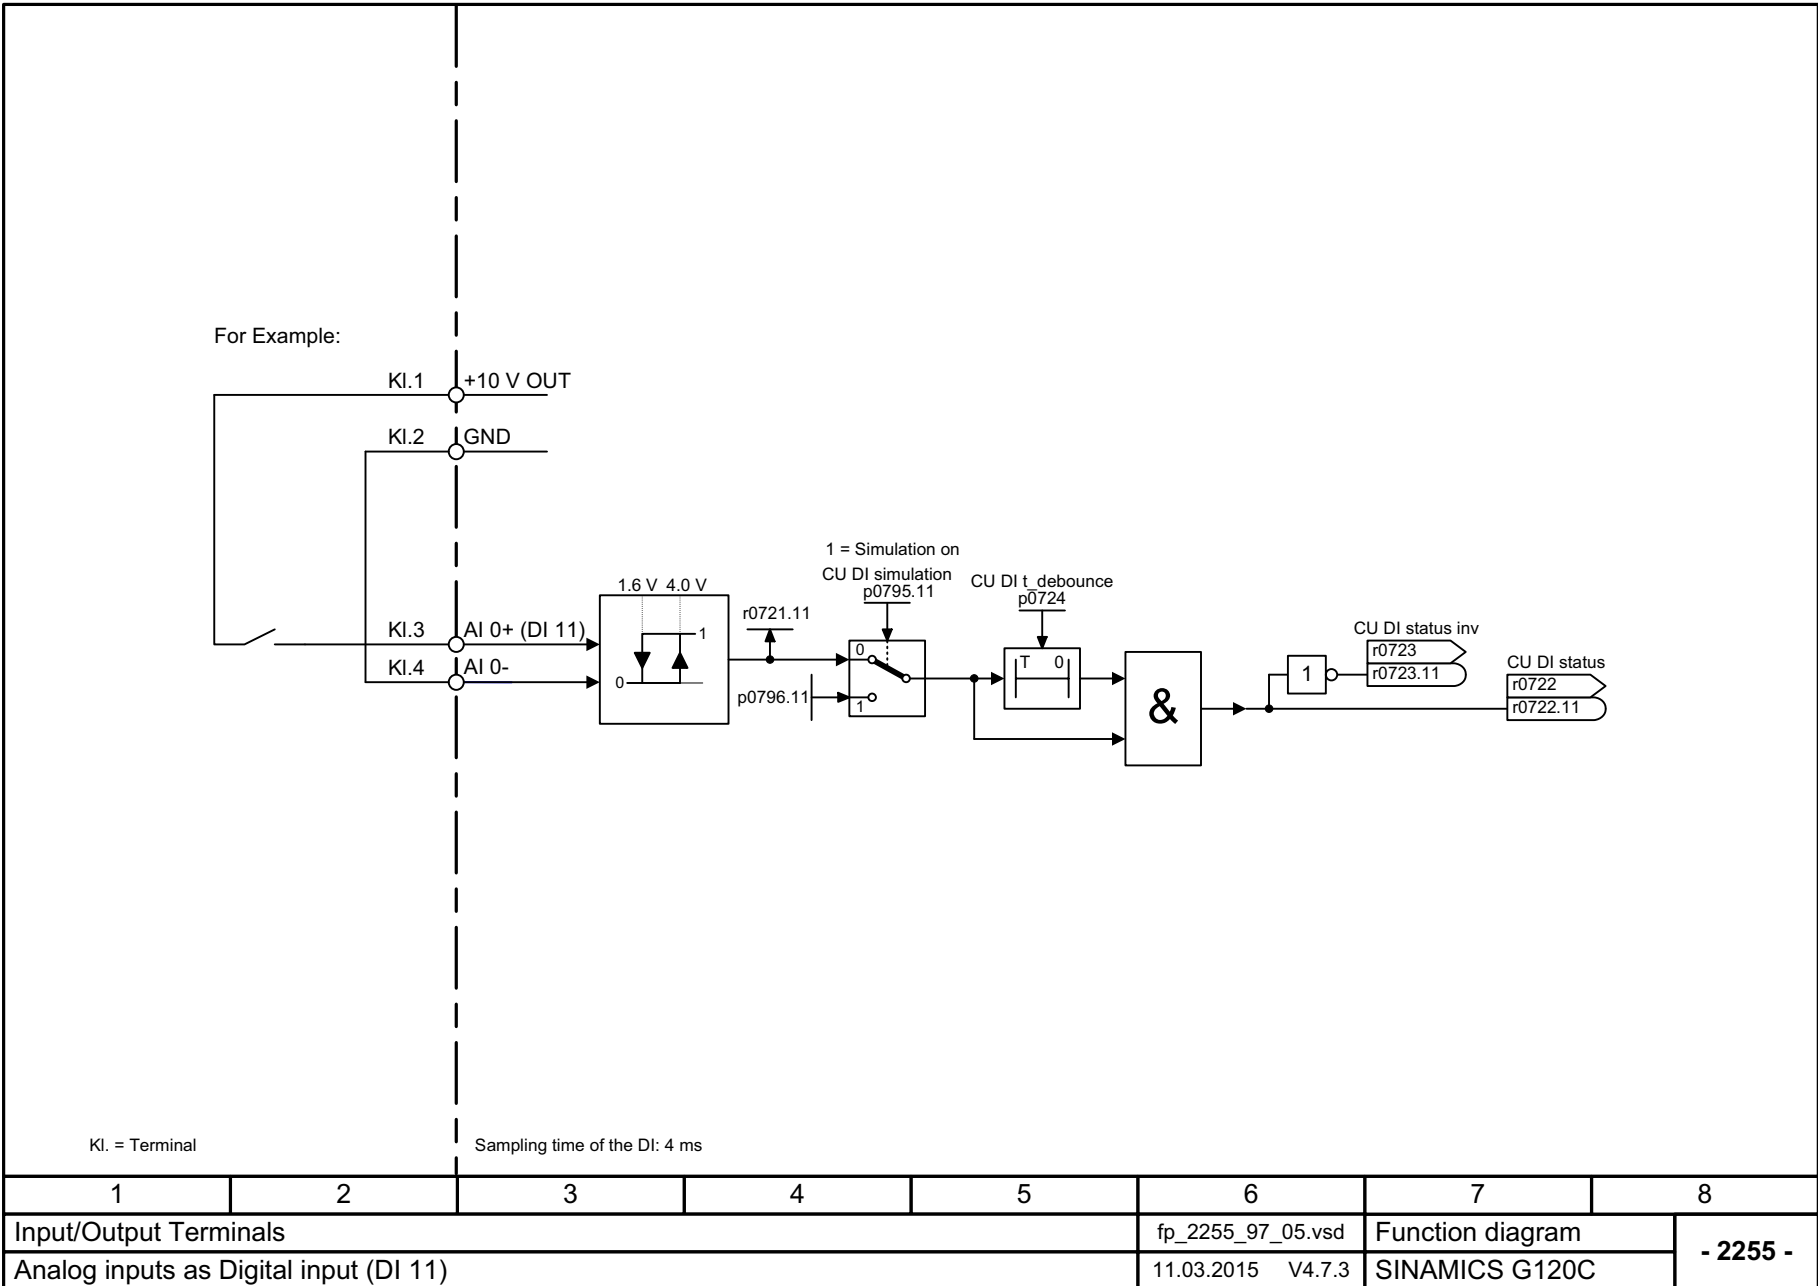 For Example:
Kl.1 +10 V OUT
Kl.2 GND
1 = Simulation on
CU DI simulation
p0795.11
CU DI t_debounce
p0724
1.6 V 4.0 V
r0721.11
Kl.3 AI 0+ (DI 11)
1
0
T 0
CU DI status inv
r0723
r0723.11
Kl.4 AI 0-
0
p0796.11
1
&
1
CU DI status
r0722
r0722.11
Kl. = Terminal
Sampling time of the DI: 4 ms
1 2 3 4 5 6 7 8
Input/Output Terminals
fp_2255_97_05.vsd
Function diagram
- 2255 -
Analog inputs as Digital input (DI 11)
11.03.2015 V4.7.3
SINAMICS G120C